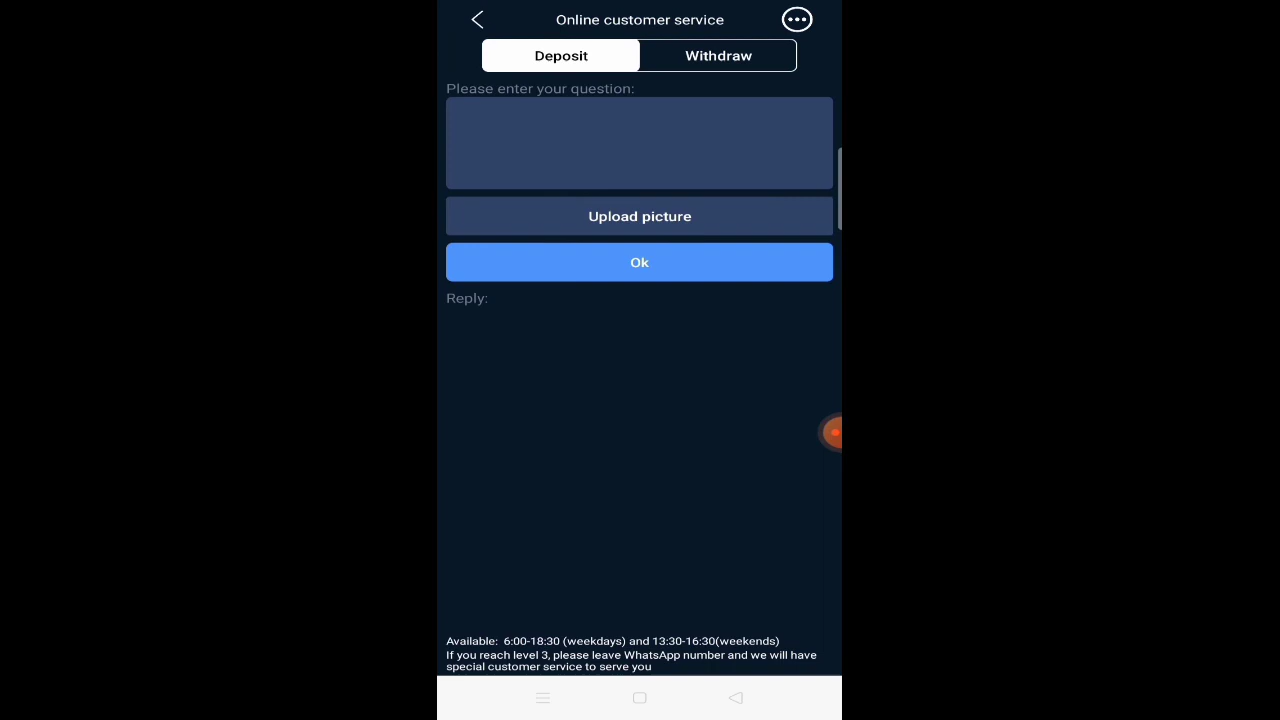 Online customer service
Deposit
Withdraw
Please enter your question:
Upload picture
Ok
Reply:
Available:  6:00-18:30 (weekdays) and 13:30-16:30(weekends)
If you reach level 3, please leave WhatsApp number and we will have
special customer service to serve you